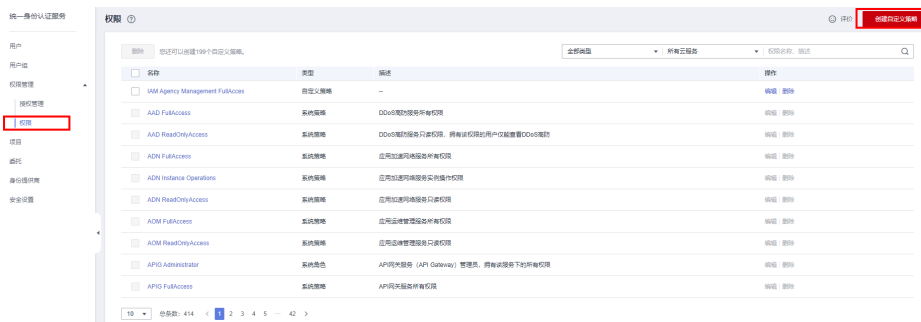 统一身份认证服务
用户
用户组
权限管理
授权管理
权限
项目
委托
身份提供商
安全设置
权限
评价
创建自定义策略
删除 您还可以创建199个自定义策略。
全部类型 所有云服务 权限名称、描述
名称 类型 描述 操作
IAM Agency Management FullAcces 自定义策略 -- 编辑 删除
AAD FullAccess 系统策略 DDoS高防服务所有权限 编辑 删除
AAD ReadOnlyAccess 系统策略 DDoS高防服务只读权限，拥有该权限的用户仅能查看DDoS高防 编辑 删除
ADN FullAccess 系统策略 应用加速网络服务所有权限 编辑 删除
ADN Instance Operations 系统策略 应用加速网络服务实例操作权限 编辑 删除
ADN ReadOnlyAccess 系统策略 应用加速网络服务只读权限 编辑 删除
AOM FullAccess 系统策略 应用运维管理服务所有权限 编辑 删除
AOM ReadOnlyAccess 系统策略 应用运维管理服务只读权限 编辑 删除
APIG Administrator 系统角色 API网关服务（API Gateway）管理员，拥有该服务下的所有权限 编辑 删除
APIG FullAccess 系统策略 API网关服务所有权限 编辑 删除
10 总条数: 414 < 1 2 3 4 5 ··· 42 >